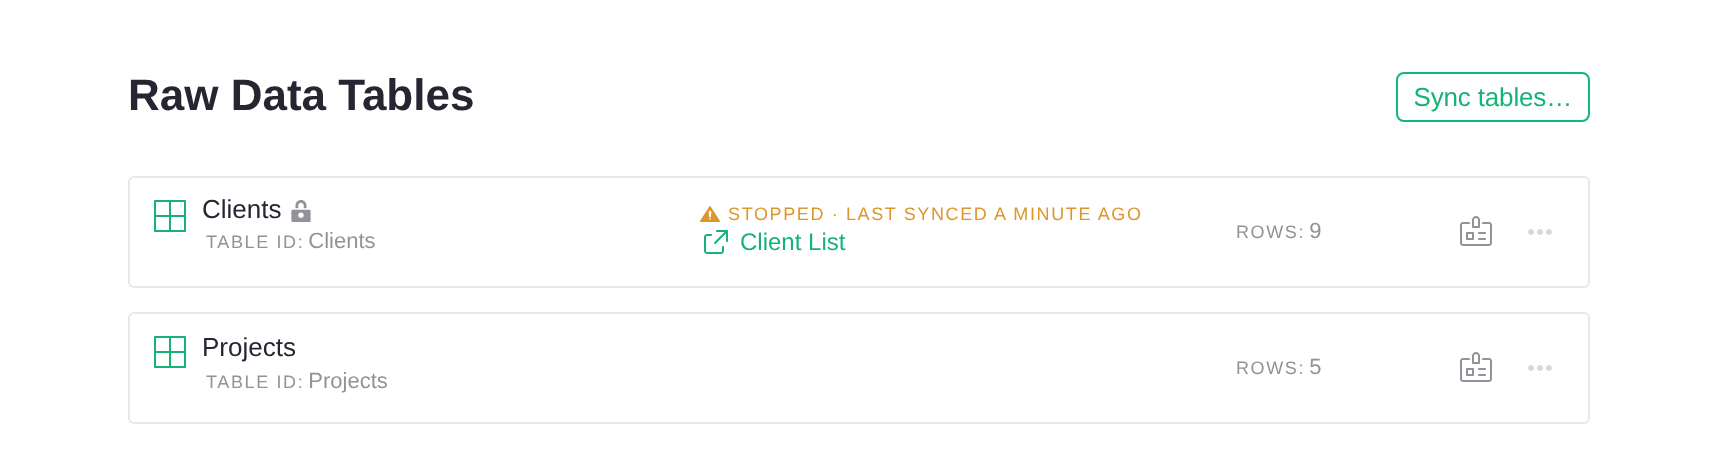 Raw Data Tables
Sync tables…
Clients
TABLE ID: Clients
STOPPED · LAST SYNCED A MINUTE AGO
Client List
ROWS: 9
Projects
TABLE ID: Projects
ROWS: 5